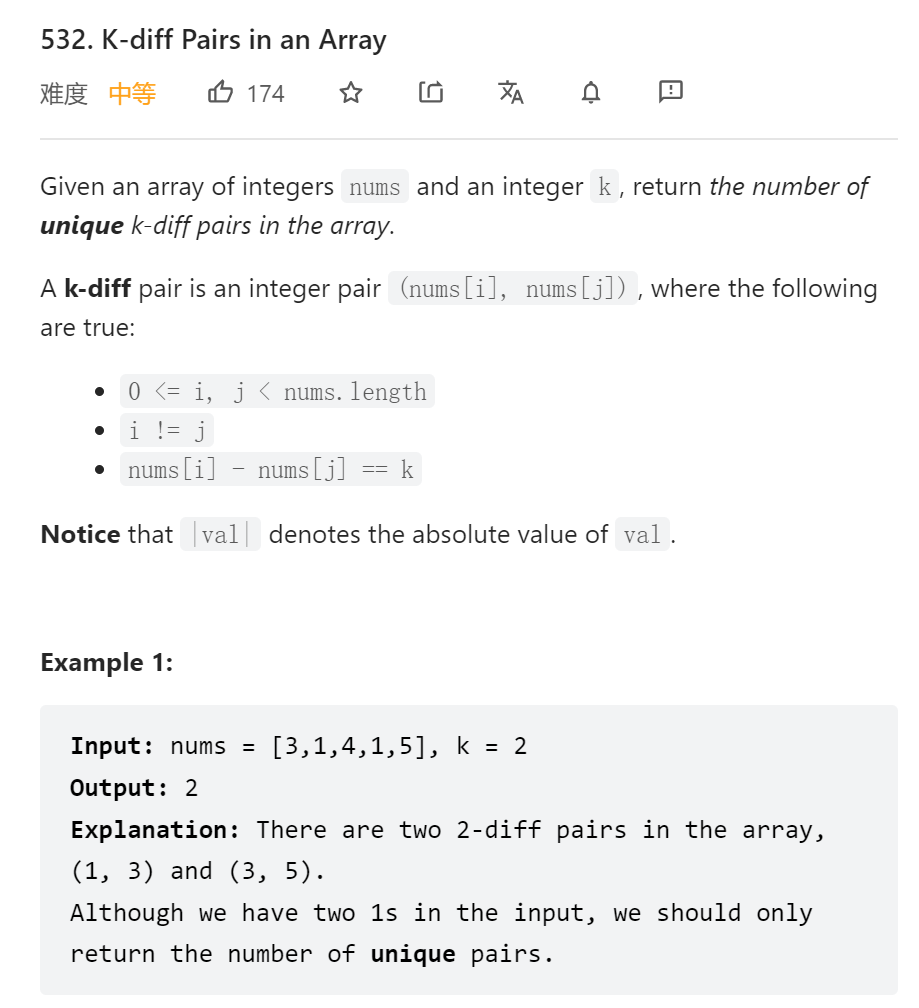 532. K-diff Pairs in an Array
难度 中等 174
Given an array of integers nums and an integer k, return the number of
unique k-diff pairs in the array.
A k-diff pair is an integer pair (nums[i], nums[j]), where the following
are true:
0 <= i, j < nums.length
i != j
nums[i] - nums[j] == k
Notice that |val| denotes the absolute value of val.
Example 1:
Input: nums = [3,1,4,1,5], k = 2
Output: 2
Explanation: There are two 2-diff pairs in the array,
(1, 3) and (3, 5).
Although we have two 1s in the input, we should only
return the number of unique pairs.